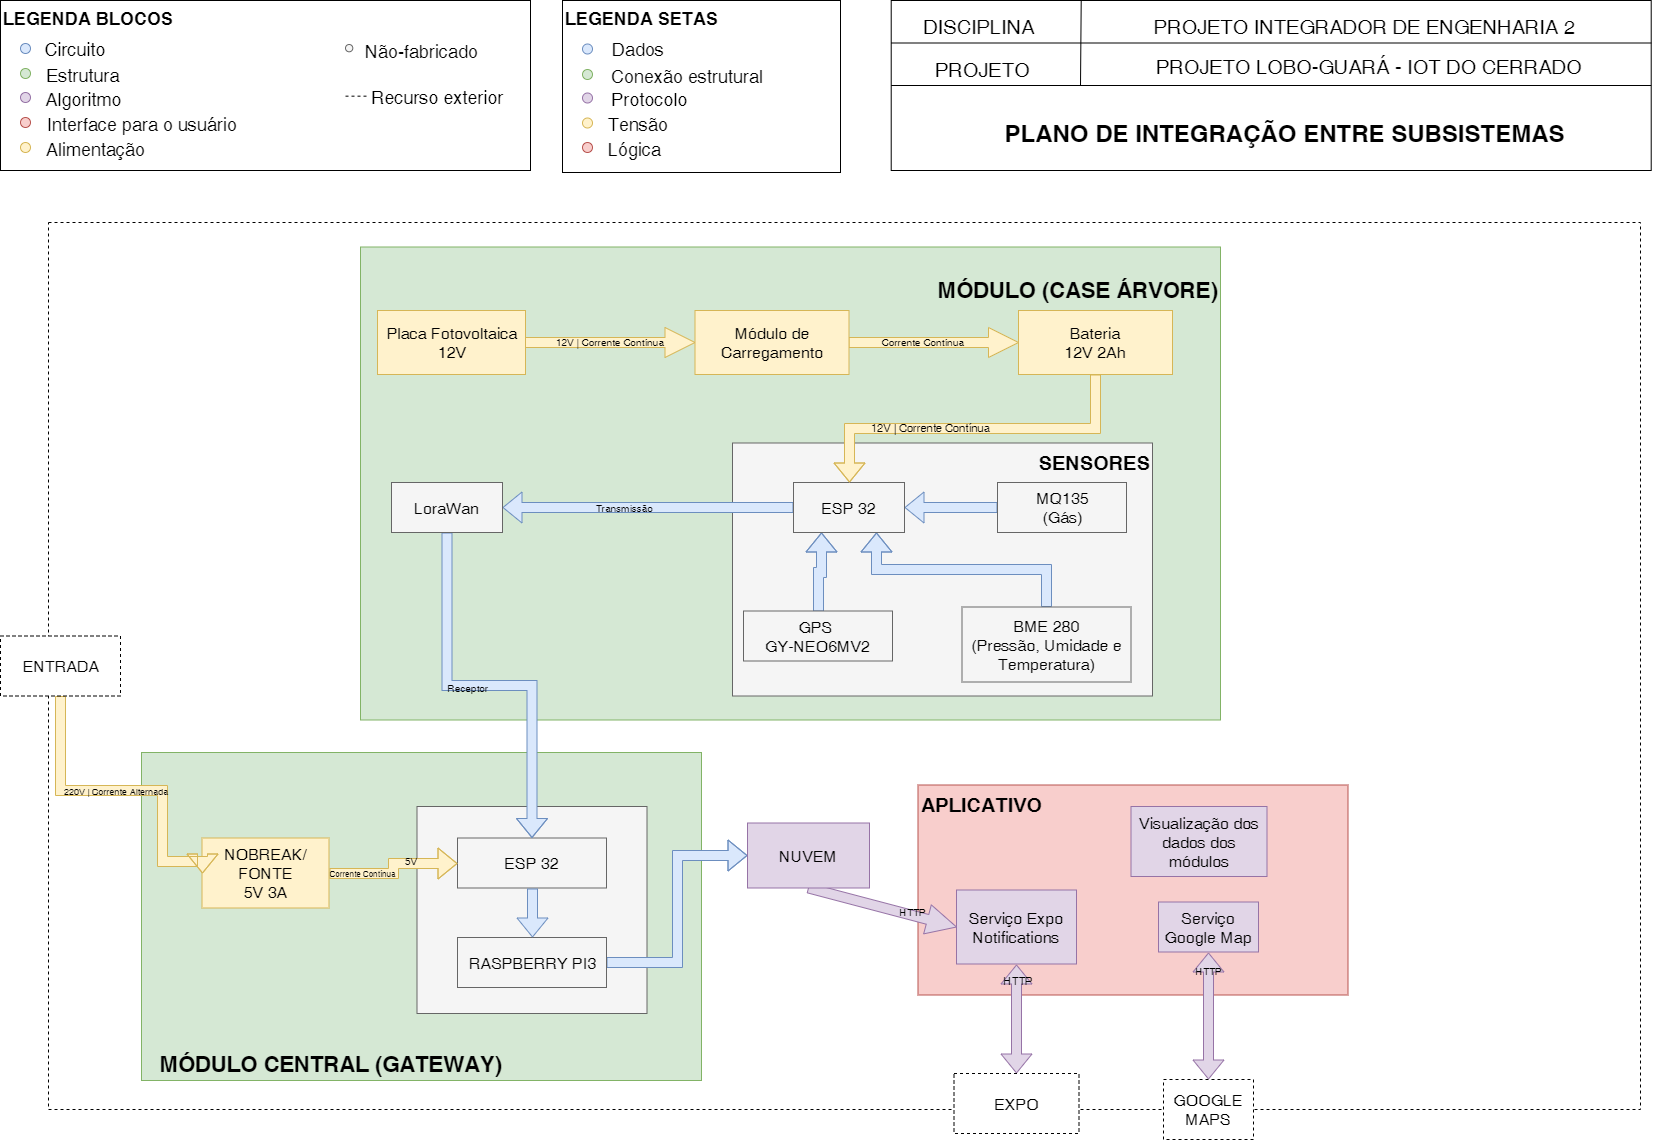 LEGENDA BLOCOS
Circuito
Estrutura
Algoritmo
Interface para o usuário
Alimentação
Não-fabricado
Recurso exterior
LEGENDA SETAS
Dados
Conexão estrutural
Protocolo
Tensão
Lógica
DISCIPLINA
PROJETO INTEGRADOR DE ENGENHARIA 2
PROJETO
PROJETO LOBO-GUARÁ - IOT DO CERRADO
PLANO DE INTEGRAÇÃO ENTRE SUBSISTEMAS
MÓDULO (CASE ÁRVORE)
Placa Fotovoltaica
12V
12V | Corrente Contínua
Módulo de
Carregamento
Corrente Contínua
Bateria
12V 2Ah
12V | Corrente Contínua
SENSORES
LoraWan
Transmissão
ESP 32
MQ135
(Gás)
GPS
GY-NEO6MV2
BME 280
(Pressão, Umidade e
Temperatura)
Receptor
ENTRADA
220V | Corrente Alternada
NOBREAK/
FONTE
5V 3A
Corrente Contínua
5V
ESP 32
RASPBERRY PI3
MÓDULO CENTRAL (GATEWAY)
NUVEM
HTTP
APLICATIVO
Visualização dos
dados dos
módulos
Serviço Expo
Notifications
Serviço
Google Map
HTTP
HTTP
EXPO
GOOGLE
MAPS